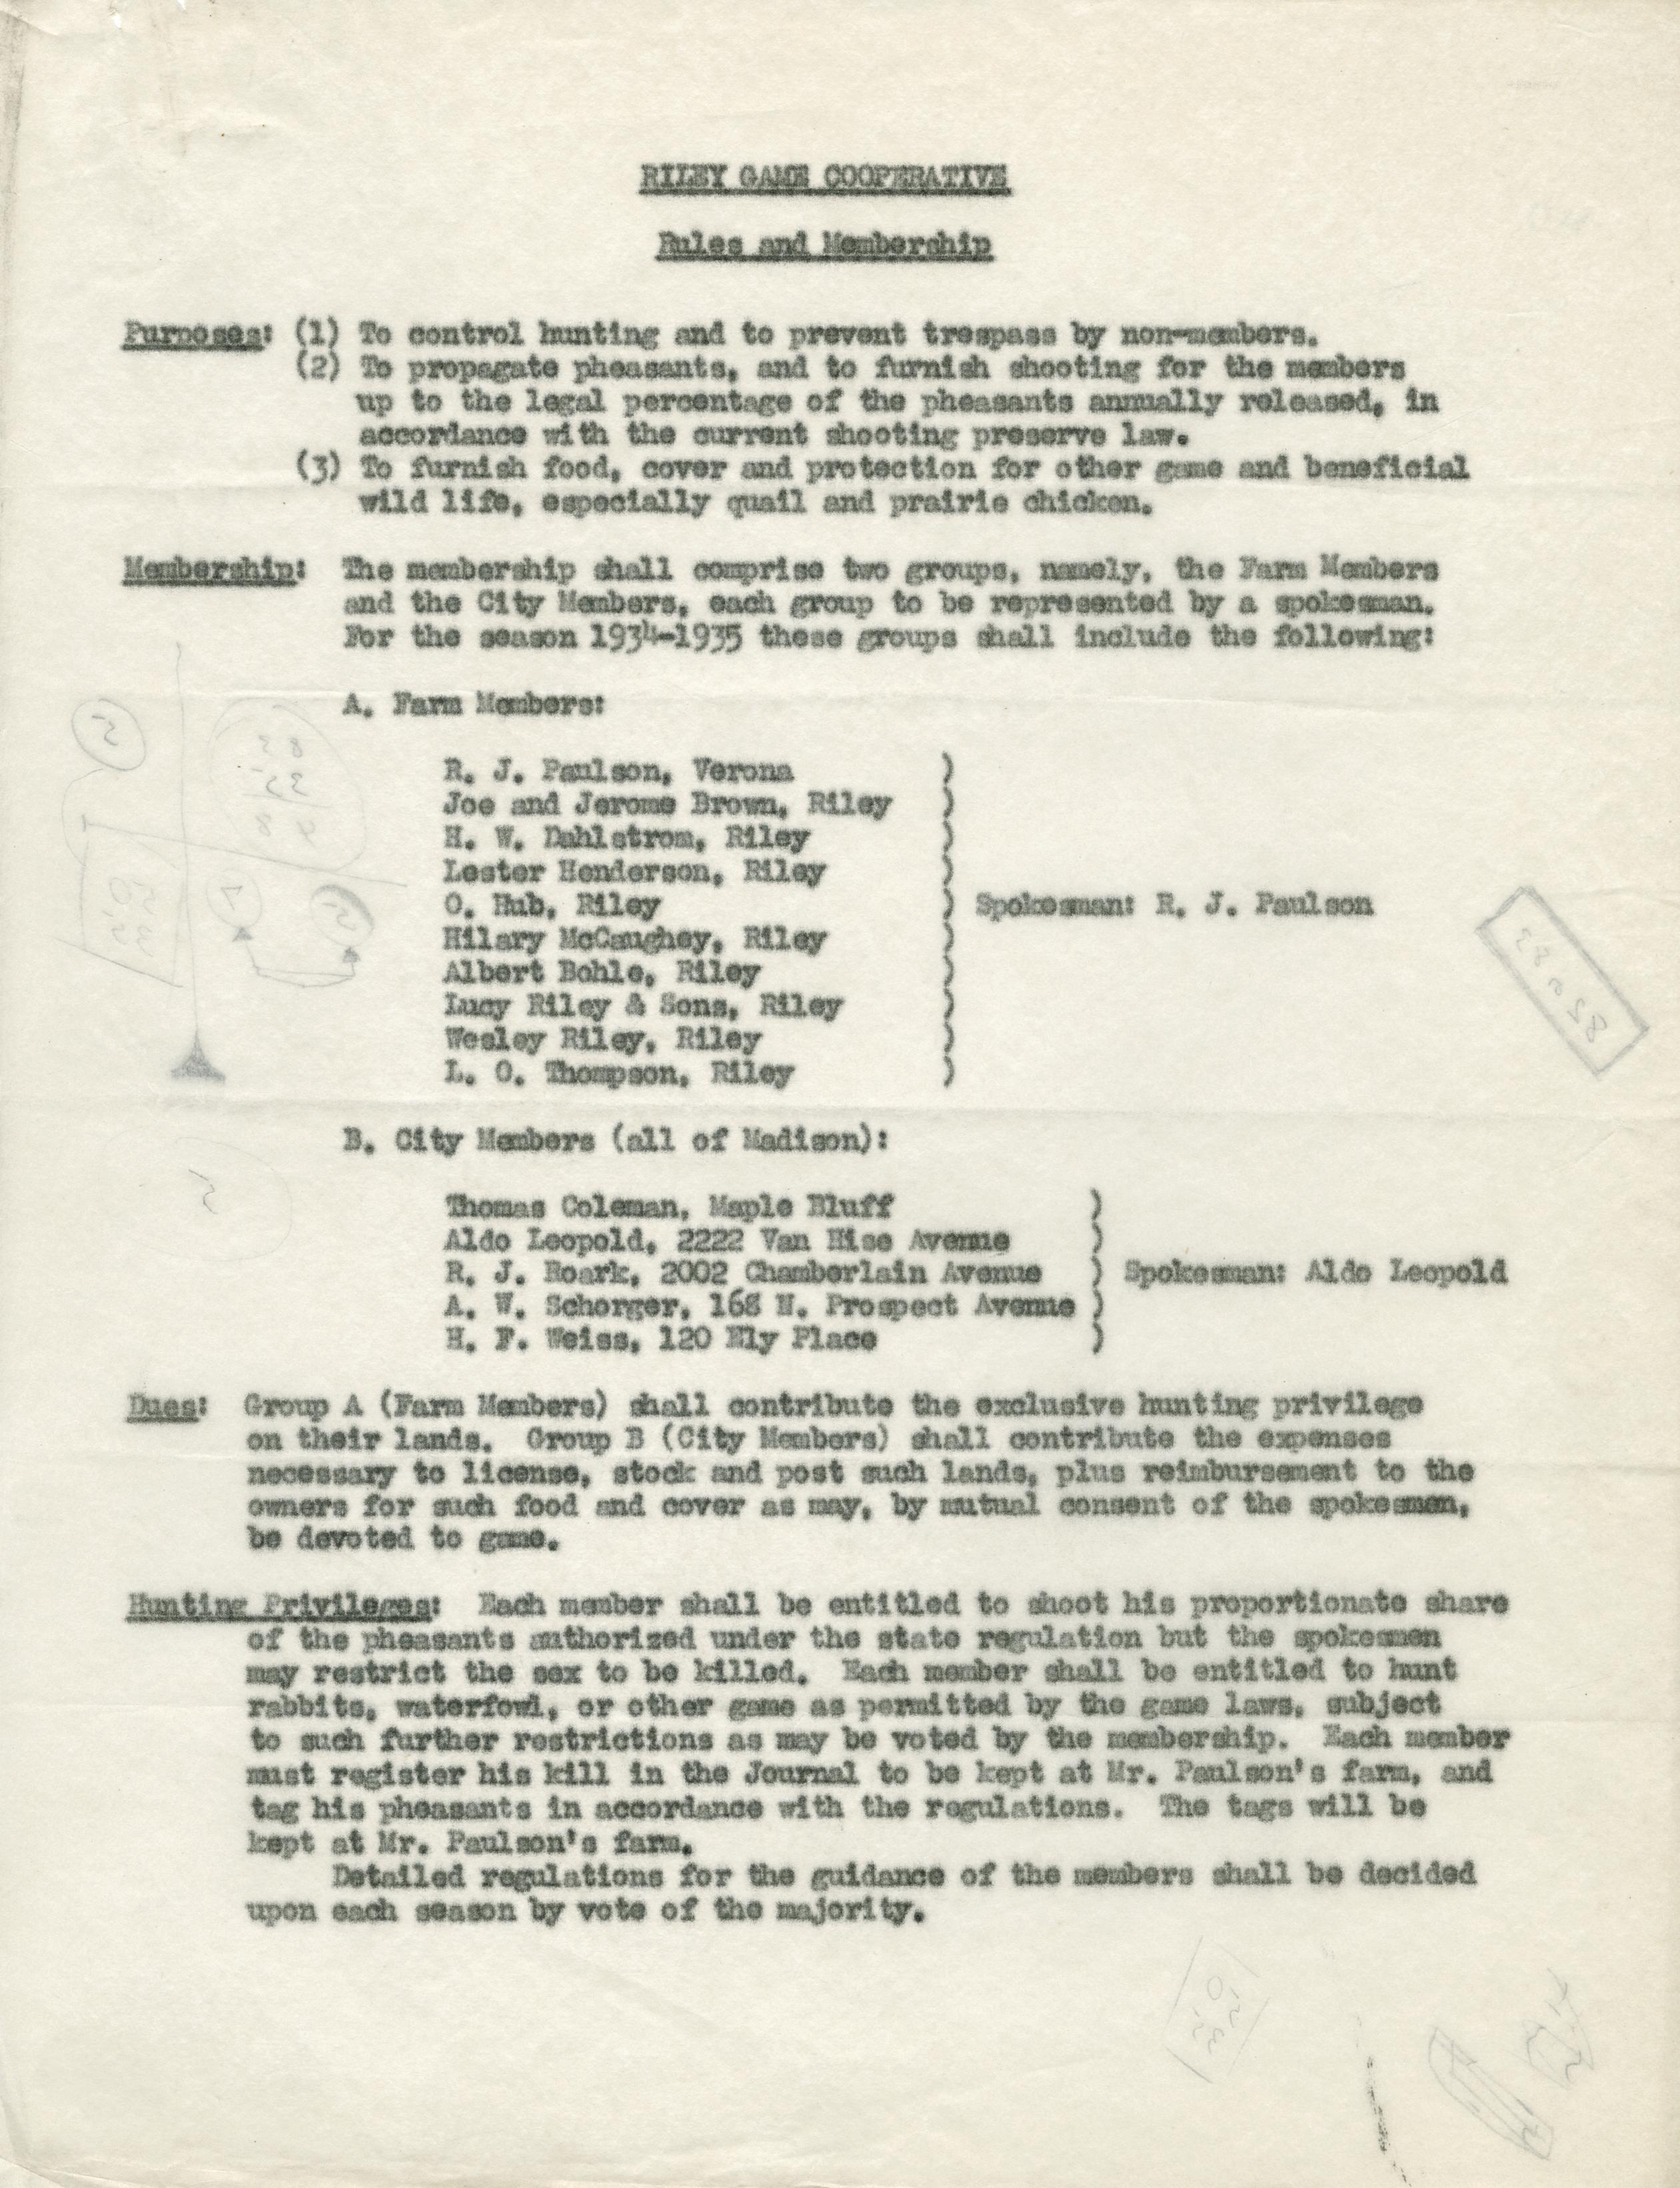 RILEY GAME COOPERATIVE
Rules and Membership
Purposes: (1) To control hunting and to prevent trespass by non-members.
(2) To propagate pheasants, and to furnish shooting for the members
up to the legal percentage of the pheasants annually released, in
accordance with the current shooting preserve law.
(3) To furnish food, cover and protection for other game and beneficial
wild life, especially quail and prairie chicken.
Membership: The membership shall comprise two groups, namely, the Farm Members
and the City Members, each group to be represented by a spokesman.
For the season 1934-1935 these groups shall include the following:
A. Farm Members:
R. J. Paulson, Verona )
Joe and Jerome Brown, Riley )
H. W. Dahlstrom, Riley )
Lester Henderson, Riley )
O. Hub, Riley ) Spokesman: R. J. Paulson
Hilary McCaughey, Riley )
Albert Bohle, Riley )
Lucy Riley & Sons, Riley )
Wesley Riley, Riley )
L. O. Thompson, Riley )
B. City Members (all of Madison):
Thomas Coleman, Maple Bluff )
Aldo Leopold, 2222 Van Hise Avenue )
R. J. Roark, 2002 Chamberlain Avenue ) Spokesman: Aldo Leopold
A. W. Schorger, 168 N. Prospect Avenue )
H. F. Weiss, 120 Ely Place )
Dues: Group A (Farm Members) shall contribute the exclusive hunting privilege
on their lands. Group B (City Members) shall contribute the expenses
necessary to license, stock and post such lands, plus reimbursement to the
owners for such food and cover as may, by mutual consent of the spokesmen,
be devoted to game.
Hunting Privileges: Each member shall be entitled to shoot his proportionate share
of the pheasants authorized under the state regulation but the spokesmen
may restrict the sex to be killed. Each member shall be entitled to hunt
rabbits, waterfowl, or other game as permitted by the game laws, subject
to such further restrictions as may be voted by the membership. Each member
must register his kill in the Journal to be kept at Mr. Paulson's farm, and
tag his pheasants in accordance with the regulations. The tags will be
kept at Mr. Paulson's farm.
Detailed regulations for the guidance of the members shall be decided
upon each season by vote of the majority.